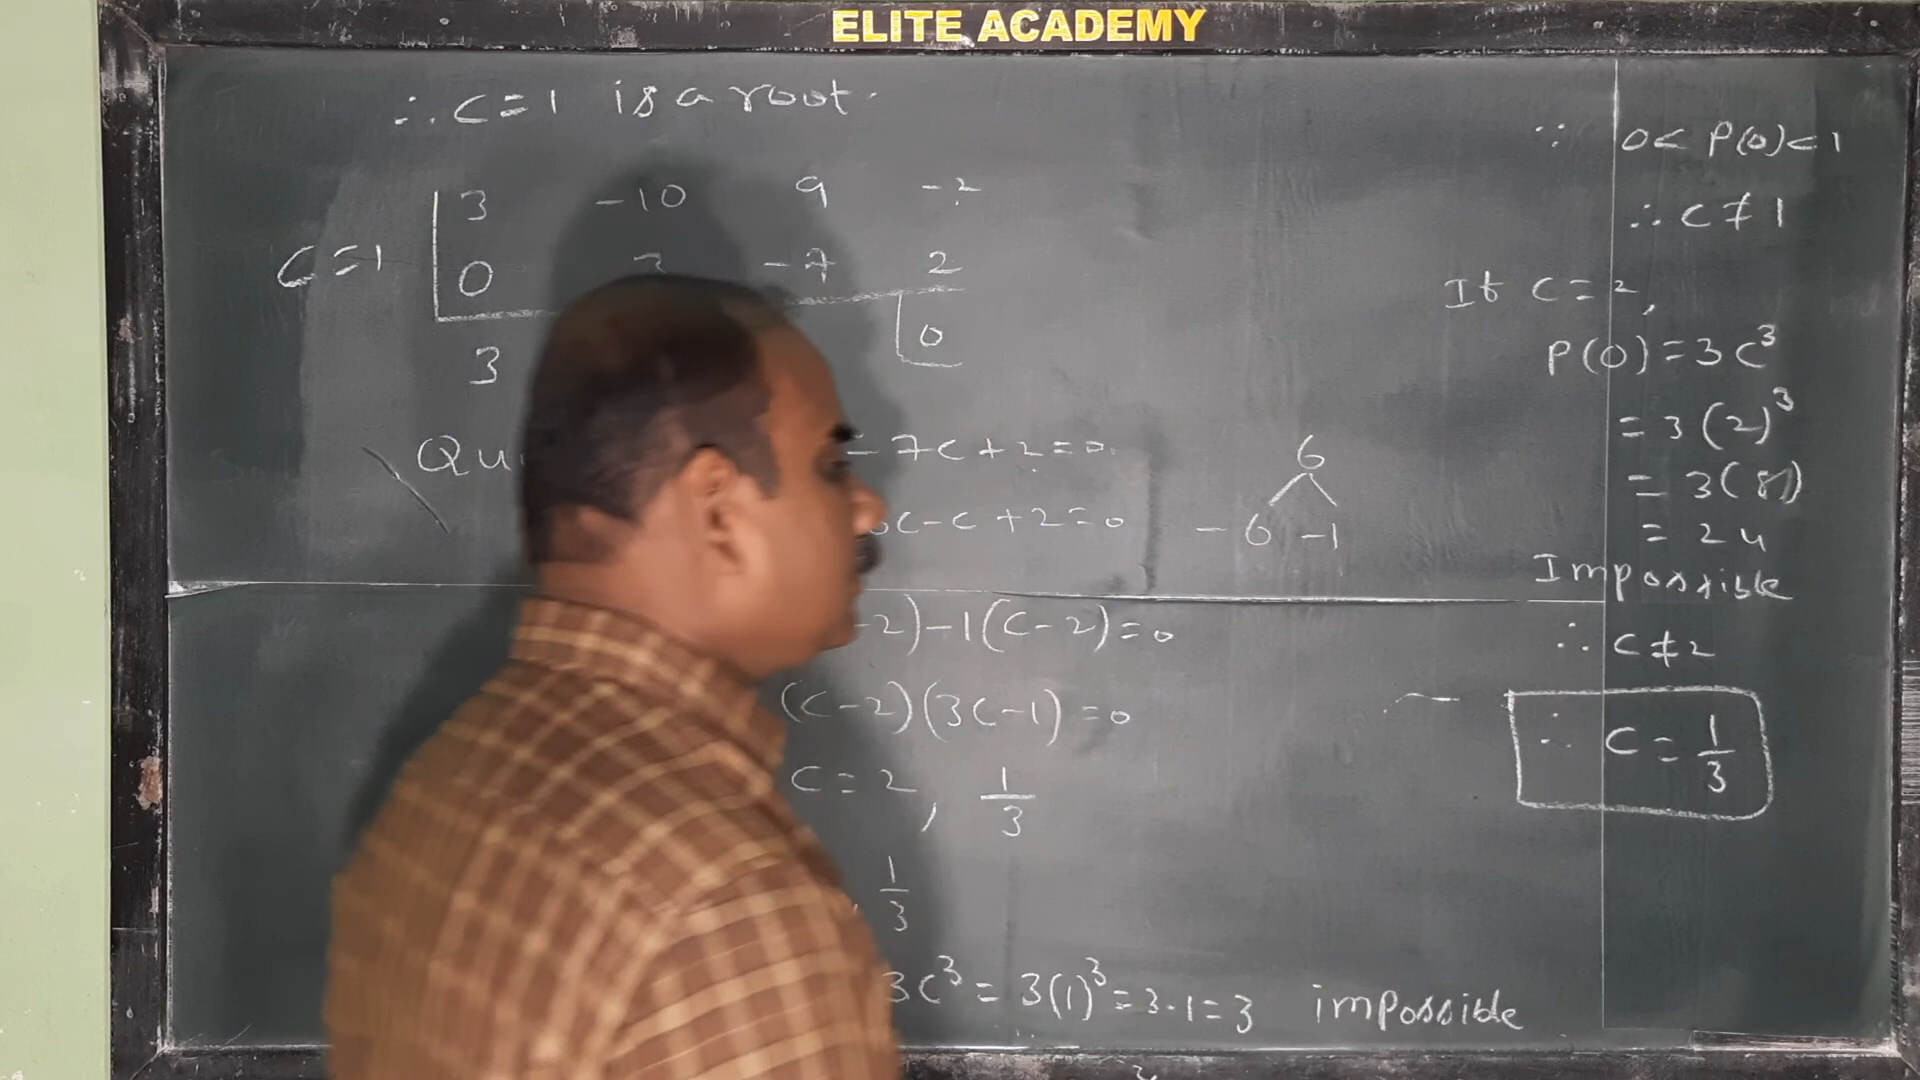 ELITE ACADEMY
∴ C=1 is a root.
3 -10 9 -2
C=1 0 3 -7 2
3 0
Qu - 7C+2=0
6C-C+2=0
6
-6 -1
-2)-1(C-2)=0
(C-2)(3C-1)=0
C=2, 1/3
, 1/3
3C³ = 3(1)³ = 3·1 = 3 impossible
∵ 0< P(0)<1
∴ C≠1
If C=2,
P(0)=3C³
= 3(2)³
= 3(8)
= 24
Impossible
∴ C≠2
∴ C= 1/3